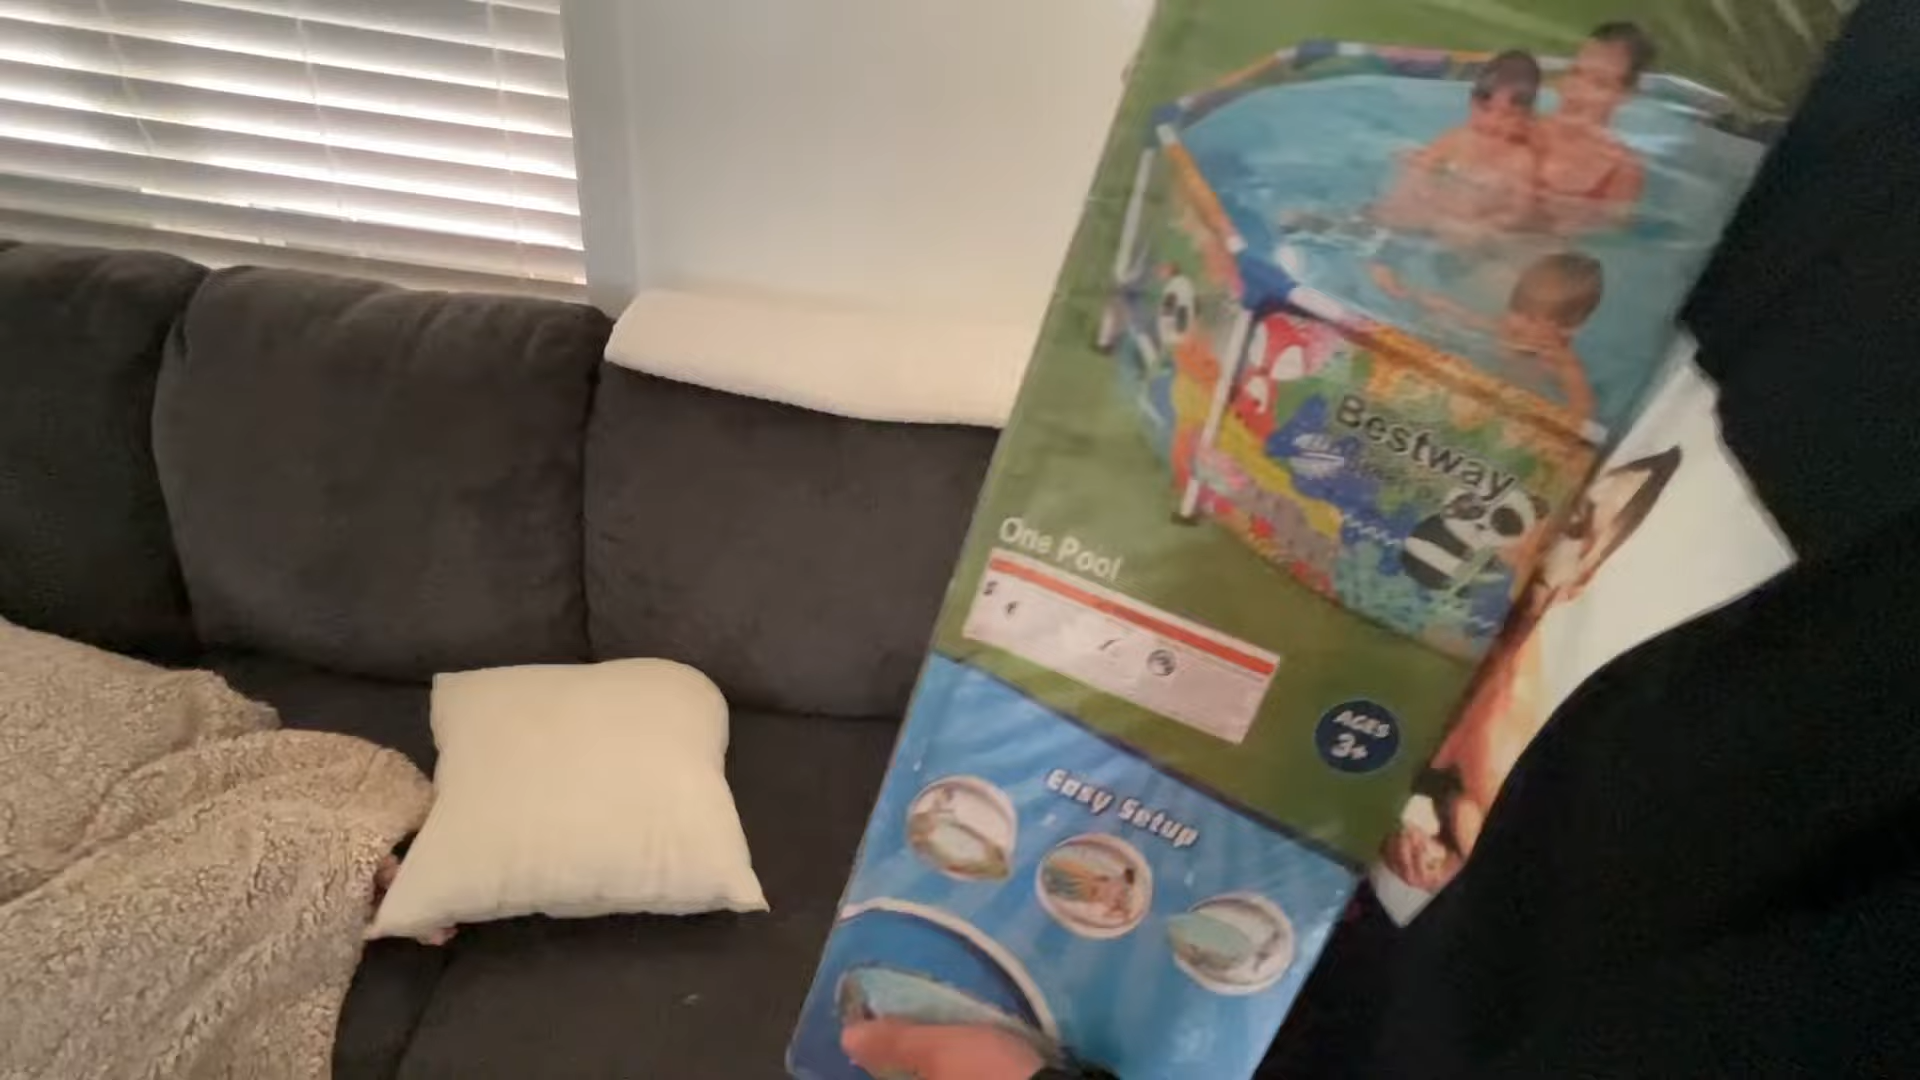 Bestway
One Pool
AGES
3+
Easy Setup